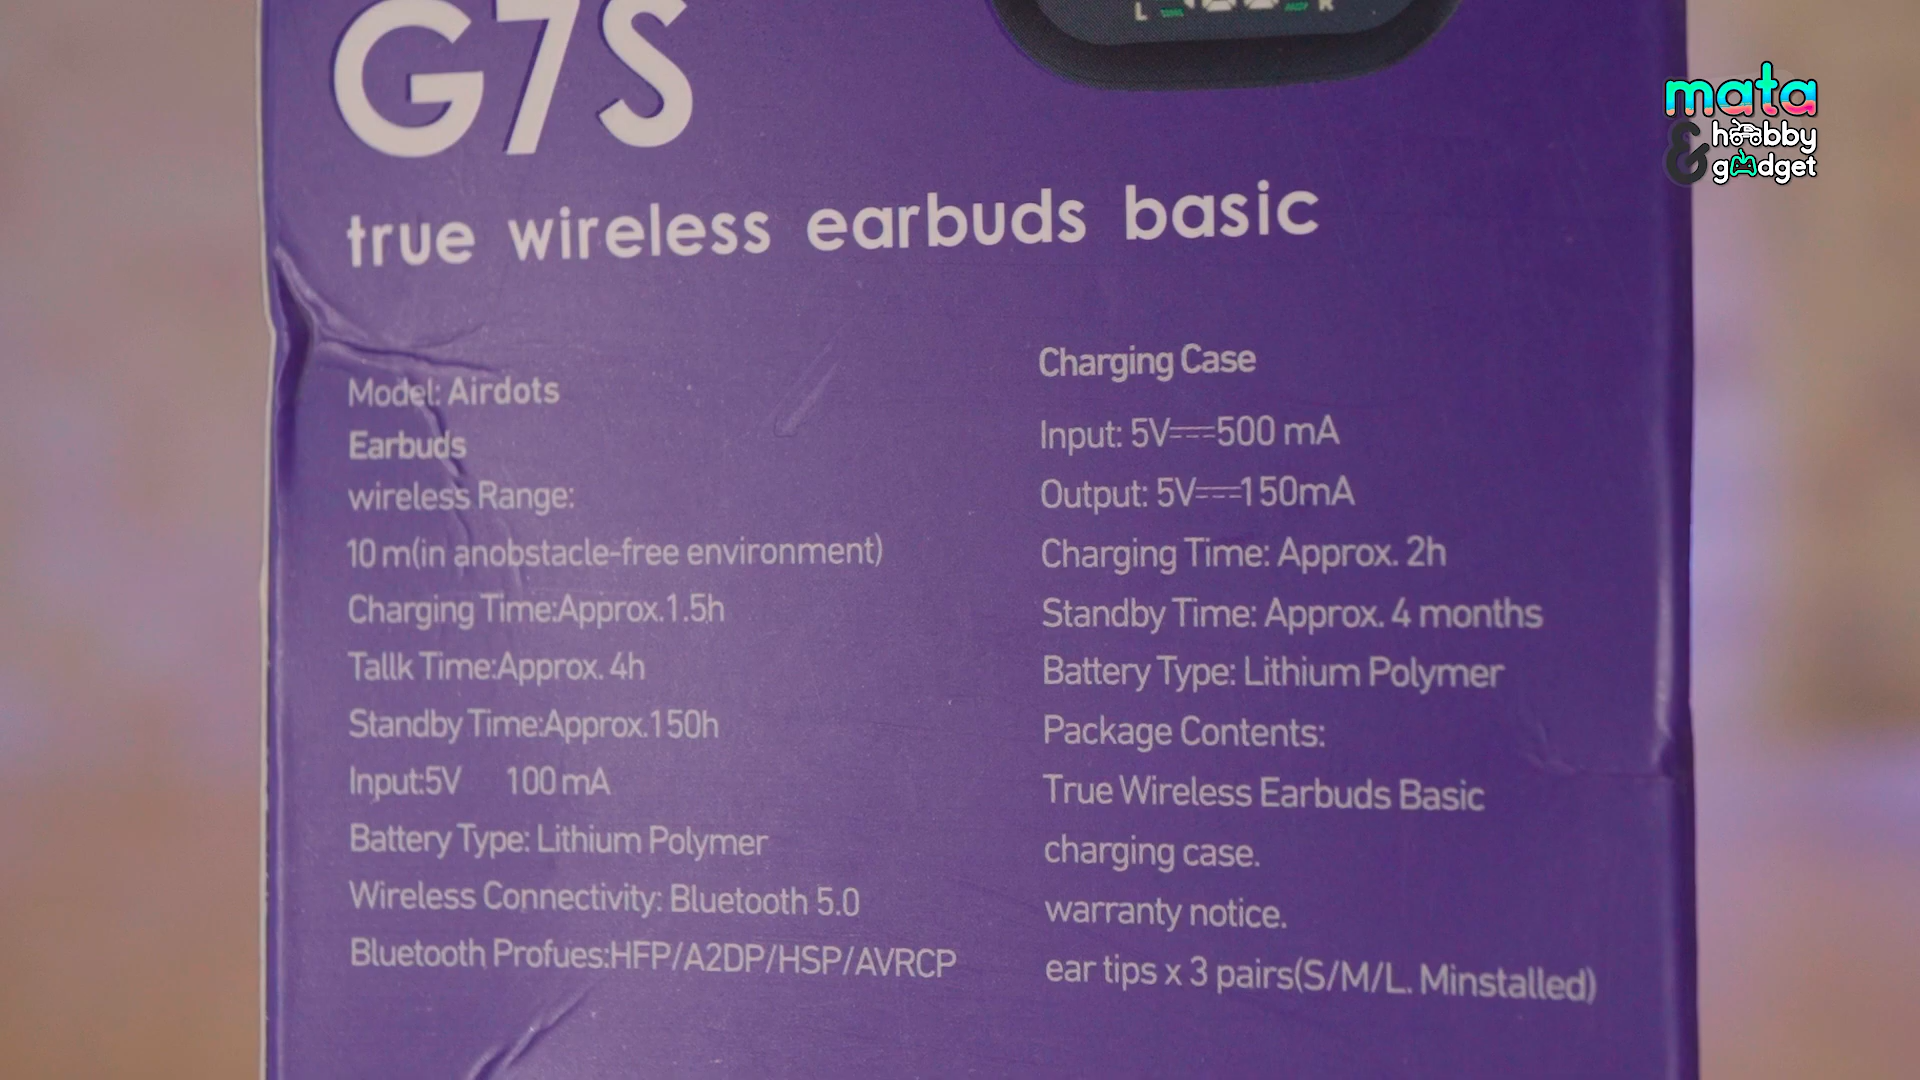 G7S
L R
true wireless earbuds basic
Model: Airdots
Earbuds
wireless Range:
10 m(in anobstacle-free environment)
Charging Time:Approx.1.5h
Tallk Time:Approx. 4h
Standby Time:Approx.150h
Input:5V 100 mA
Battery Type: Lithium Polymer
Wireless Connectivity: Bluetooth 5.0
Bluetooth Profues:HFP/A2DP/HSP/AVRCP
Charging Case
Input: 5V⎓500 mA
Output: 5V⎓150mA
Charging Time: Approx. 2h
Standby Time: Approx. 4 months
Battery Type: Lithium Polymer
Package Contents:
True Wireless Earbuds Basic
charging case.
warranty notice.
ear tips x 3 pairs(S/M/L. Minstalled)
mata
& hobby
gadget